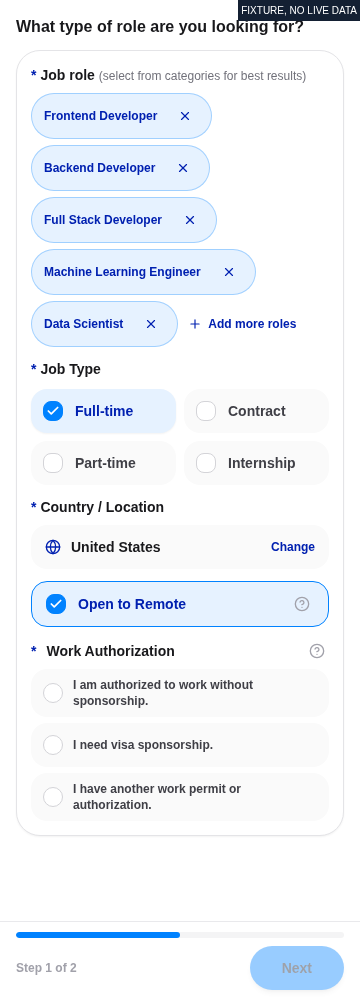 FIXTURE, NO LIVE DATA
What type of role are you looking for?
* Job role (select from categories for best results)
Frontend Developer
Backend Developer
Full Stack Developer
Machine Learning Engineer
Data Scientist
Add more roles
* Job Type
Full-time
Contract
Part-time
Internship
* Country / Location
United States
Change
Open to Remote
* Work Authorization
I am authorized to work without
sponsorship.
I need visa sponsorship.
I have another work permit or
authorization.
Step 1 of 2
Next